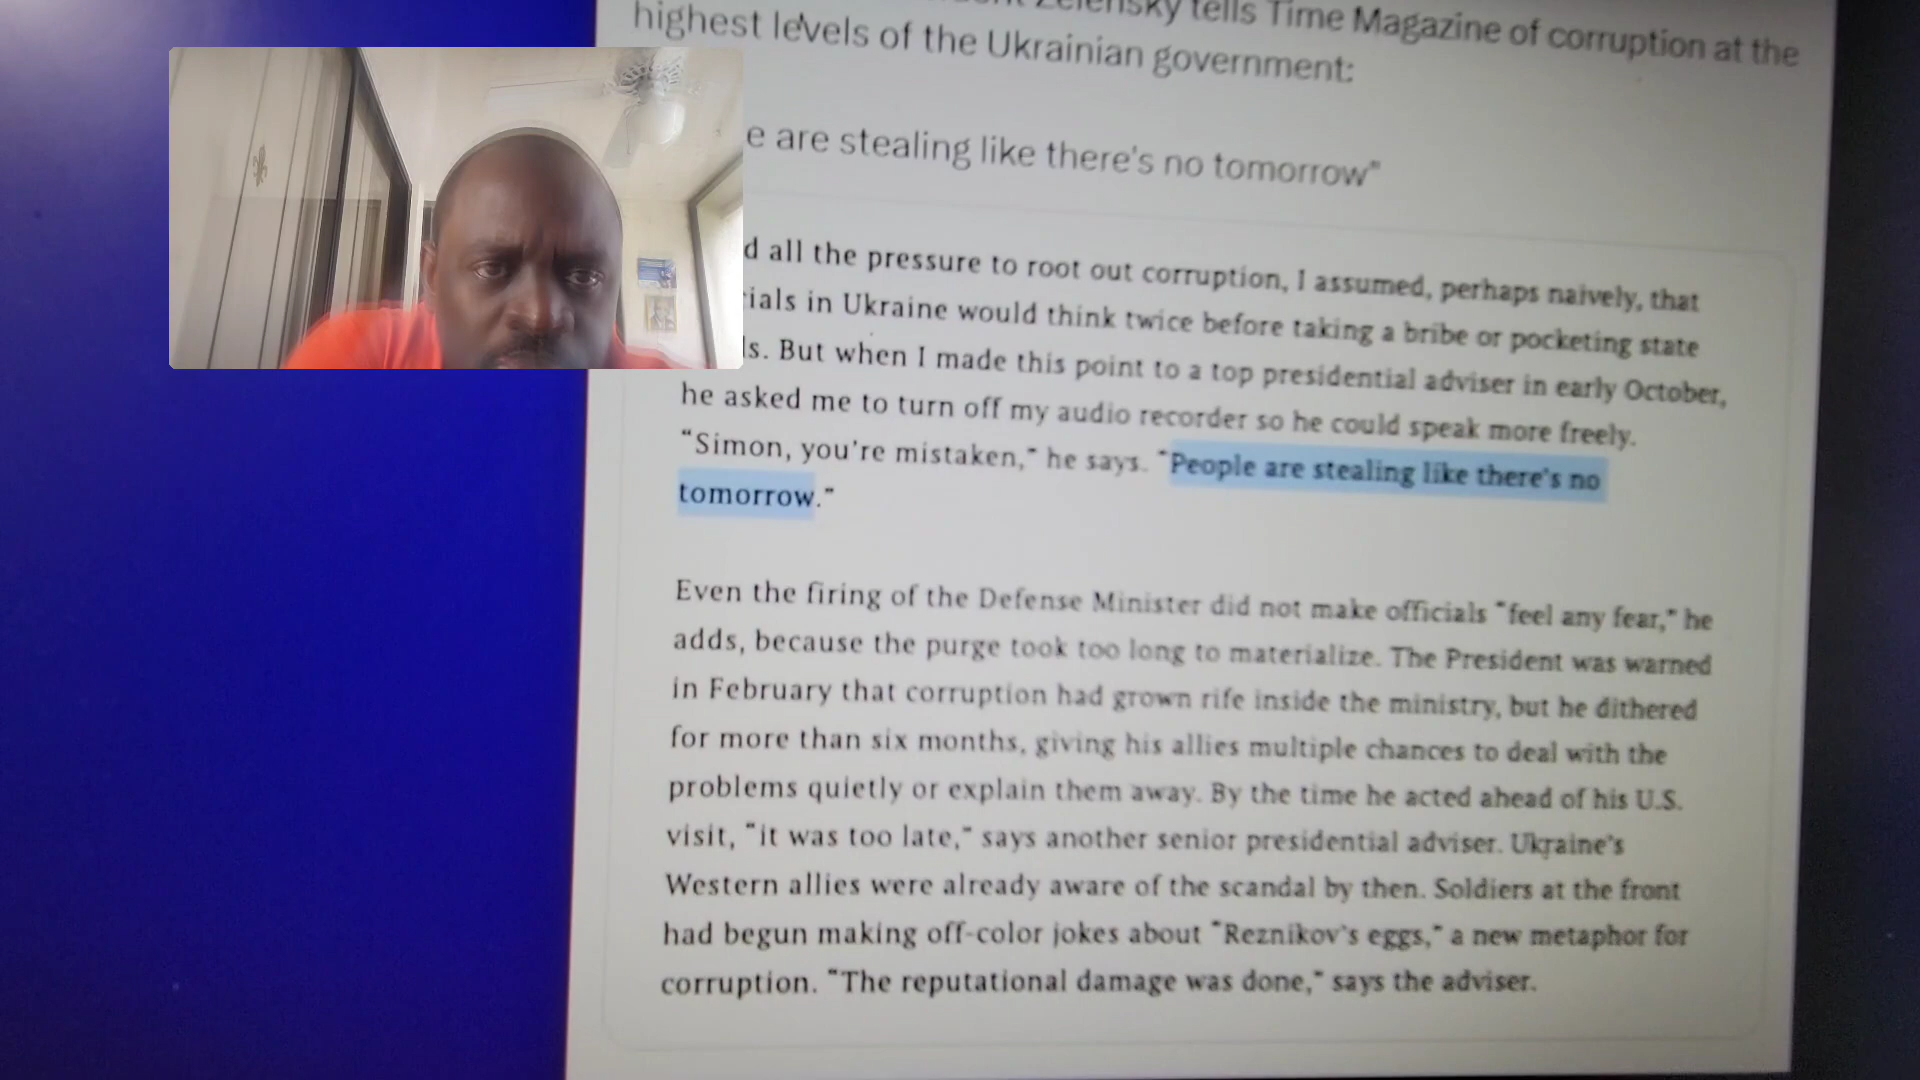 Zelensky tells Time Magazine of corruption at the
highest levels of the Ukrainian government:
e are stealing like there's no tomorrow"
d all the pressure to root out corruption, I assumed, perhaps naively, that
ials in Ukraine would think twice before taking a bribe or pocketing state
ls. But when I made this point to a top presidential adviser in early October,
he asked me to turn off my audio recorder so he could speak more freely.
“Simon, you’re mistaken,” he says. “People are stealing like there’s no
tomorrow.”
Even the firing of the Defense Minister did not make officials “feel any fear,” he
adds, because the purge took too long to materialize. The President was warned
in February that corruption had grown rife inside the ministry, but he dithered
for more than six months, giving his allies multiple chances to deal with the
problems quietly or explain them away. By the time he acted ahead of his U.S.
visit, “it was too late,” says another senior presidential adviser. Ukraine’s
Western allies were already aware of the scandal by then. Soldiers at the front
had begun making off-color jokes about “Reznikov’s eggs,” a new metaphor for
corruption. “The reputational damage was done,” says the adviser.